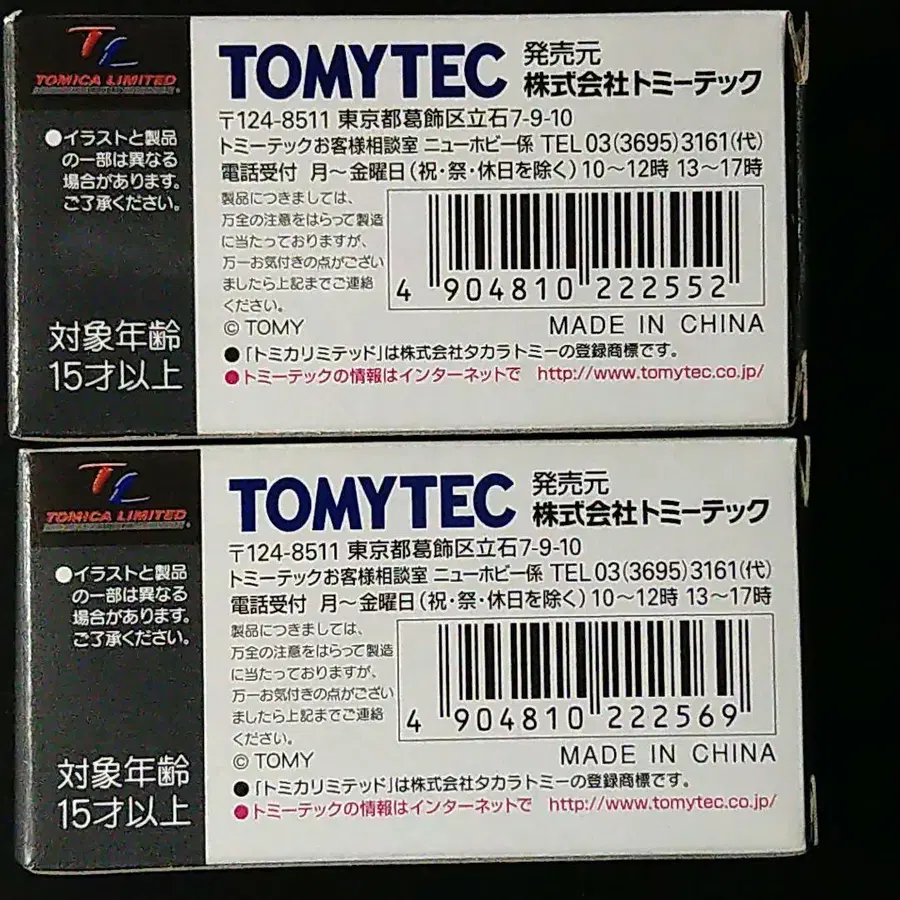 TOMICA LIMITED
●イラストと製品
の一部は異なる
場合があります。
ご了承ください。
対象年齢
15才以上
TOMYTEC 発売元
株式会社トミーテック
〒124-8511 東京都葛飾区立石7-9-10
トミーテックお客様相談室 ニューホビー係 TEL 03(3695)3161(代)
電話受付 月～金曜日(祝・祭・休日を除く) 10～12時 13～17時
製品につきましては、
万全の注意をはらって製造
に当たっておりますが、
万一お気付きの点がござい
ましたら上記までご連絡
ください。
4 904810 222552
© TOMY MADE IN CHINA
●「トミカリミテッド」は株式会社タカラトミーの登録商標です。
●トミーテックの情報はインターネットで http://www.tomytec.co.jp/
TOMICA LIMITED
●イラストと製品
の一部は異なる
場合があります。
ご了承ください。
対象年齢
15才以上
TOMYTEC 発売元
株式会社トミーテック
〒124-8511 東京都葛飾区立石7-9-10
トミーテックお客様相談室 ニューホビー係 TEL 03(3695)3161(代)
電話受付 月～金曜日(祝・祭・休日を除く) 10～12時 13～17時
製品につきましては、
万全の注意をはらって製造
に当たっておりますが、
万一お気付きの点がござい
ましたら上記までご連絡
ください。
4 904810 222569
© TOMY MADE IN CHINA
●「トミカリミテッド」は株式会社タカラトミーの登録商標です。
●トミーテックの情報はインターネットで http://www.tomytec.co.jp/